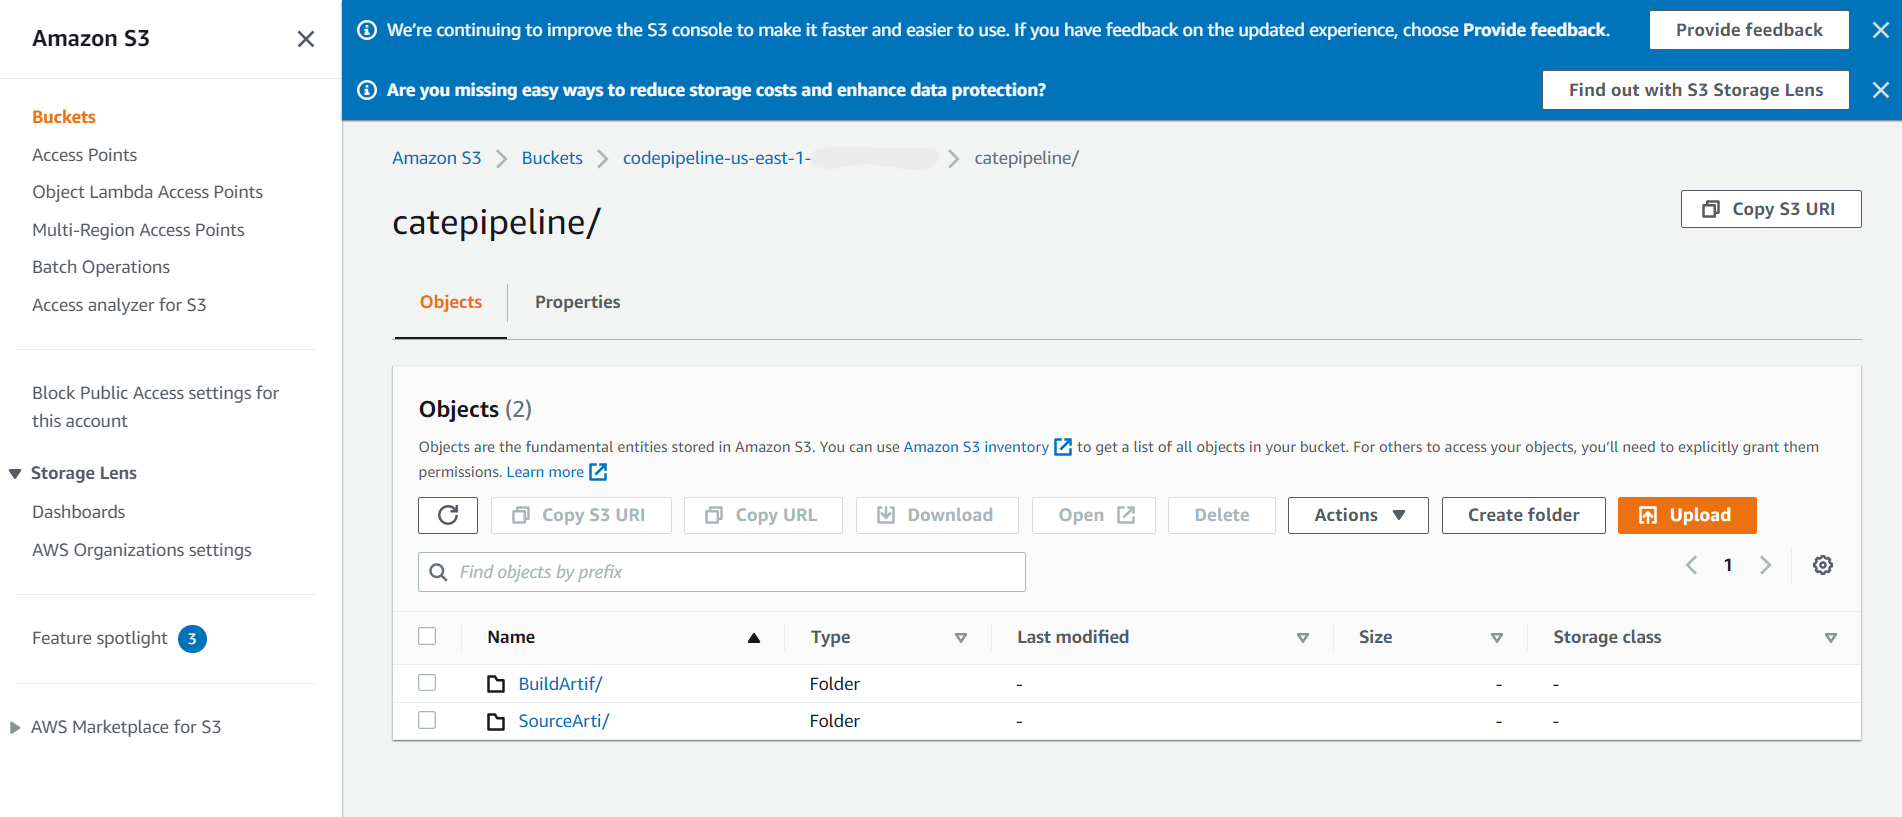 Amazon S3
Buckets
Access Points
Object Lambda Access Points
Multi-Region Access Points
Batch Operations
Access analyzer for S3
Block Public Access settings for
this account
Storage Lens
Dashboards
AWS Organizations settings
Feature spotlight 3
AWS Marketplace for S3
We’re continuing to improve the S3 console to make it faster and easier to use. If you have feedback on the updated experience, choose Provide feedback. Provide feedback
Are you missing easy ways to reduce storage costs and enhance data protection? Find out with S3 Storage Lens
Amazon S3 Buckets codepipeline-us-east-1- catepipeline/
catepipeline/
Copy S3 URI
Objects Properties
Objects (2)
Objects are the fundamental entities stored in Amazon S3. You can use Amazon S3 inventory to get a list of all objects in your bucket. For others to access your objects, you’ll need to explicitly grant them
permissions. Learn more
Copy S3 URI Copy URL Download Open Delete Actions Create folder Upload
Find objects by prefix 1
Name Type Last modified Size Storage class
BuildArtif/ Folder - - -
SourceArti/ Folder - - -